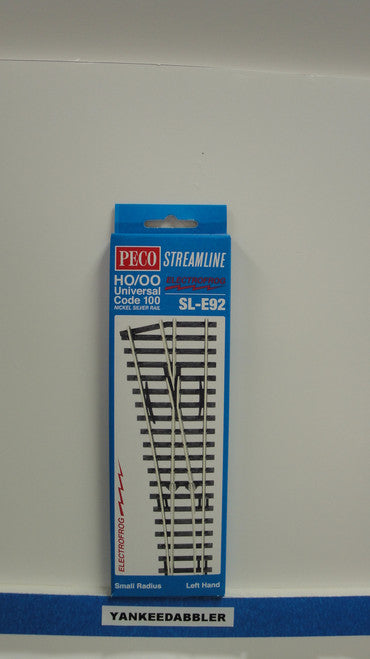 PECO STREAMLINE
HO/OO
Universal
Code 100
NICKEL SILVER RAIL
ELECTROFROG
SL-E92
ELECTROFROG
Small Radius Left Hand
YANKEEDABBLER